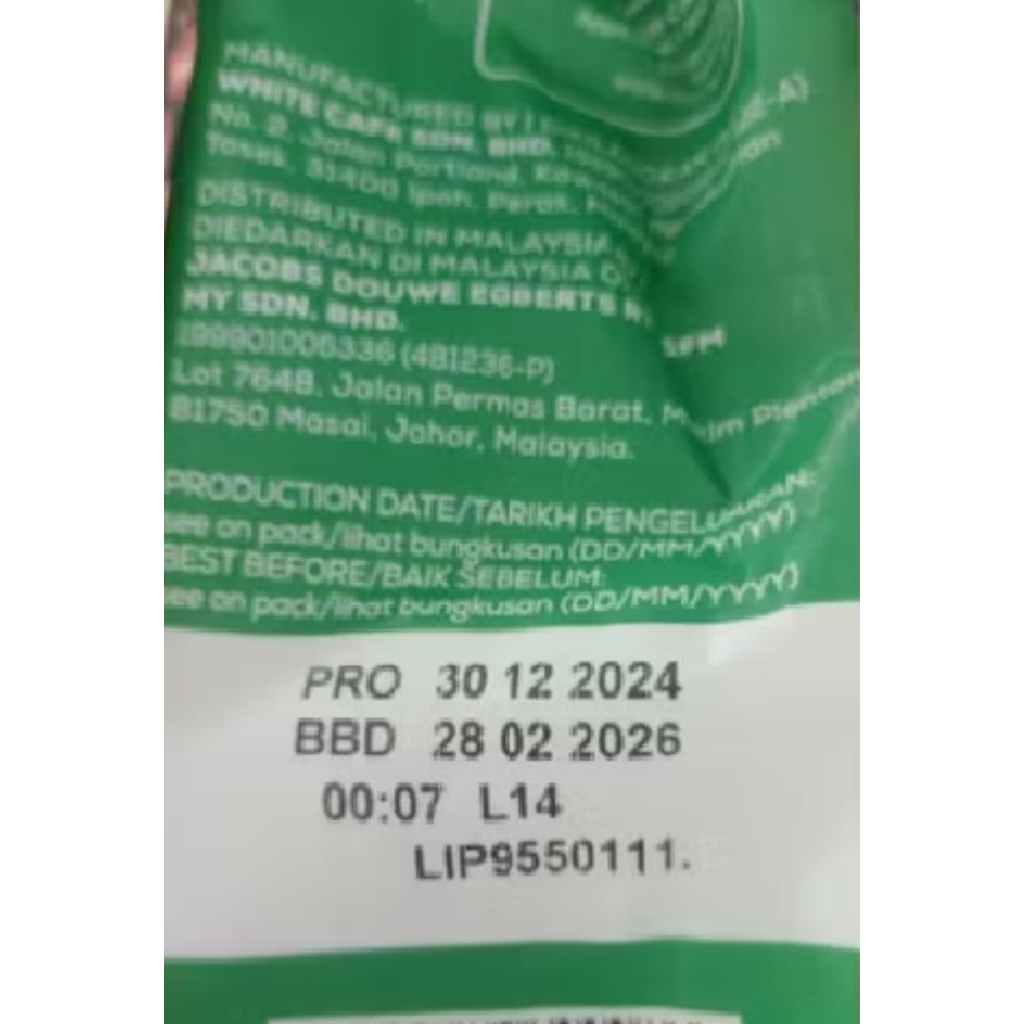 MANUFACTURED BY
WHITE CAFE SDN. BHD.
No. 2, Jalan Portland,
Tasek, 31400 Ipoh, Perak,
DISTRIBUTED IN MALAYSIA
DIEDARKAN DI MALAYSIA
JACOBS DOUWE EGBERTS
MY SDN. BHD.
199901006336 (481236-P)
Lot 7648, Jalan Permas Barat,
81750 Masai, Johor, Malaysia.
PRODUCTION DATE/TARIKH PENGELUARAN:
see on pack/lihat bungkusan (DD/MM/YYYY)
BEST BEFORE/BAIK SEBELUM:
see on pack/lihat bungkusan (DD/MM/YYYY)
PRO 30 12 2024
BBD 28 02 2026
00:07 L14
LIP9550111.